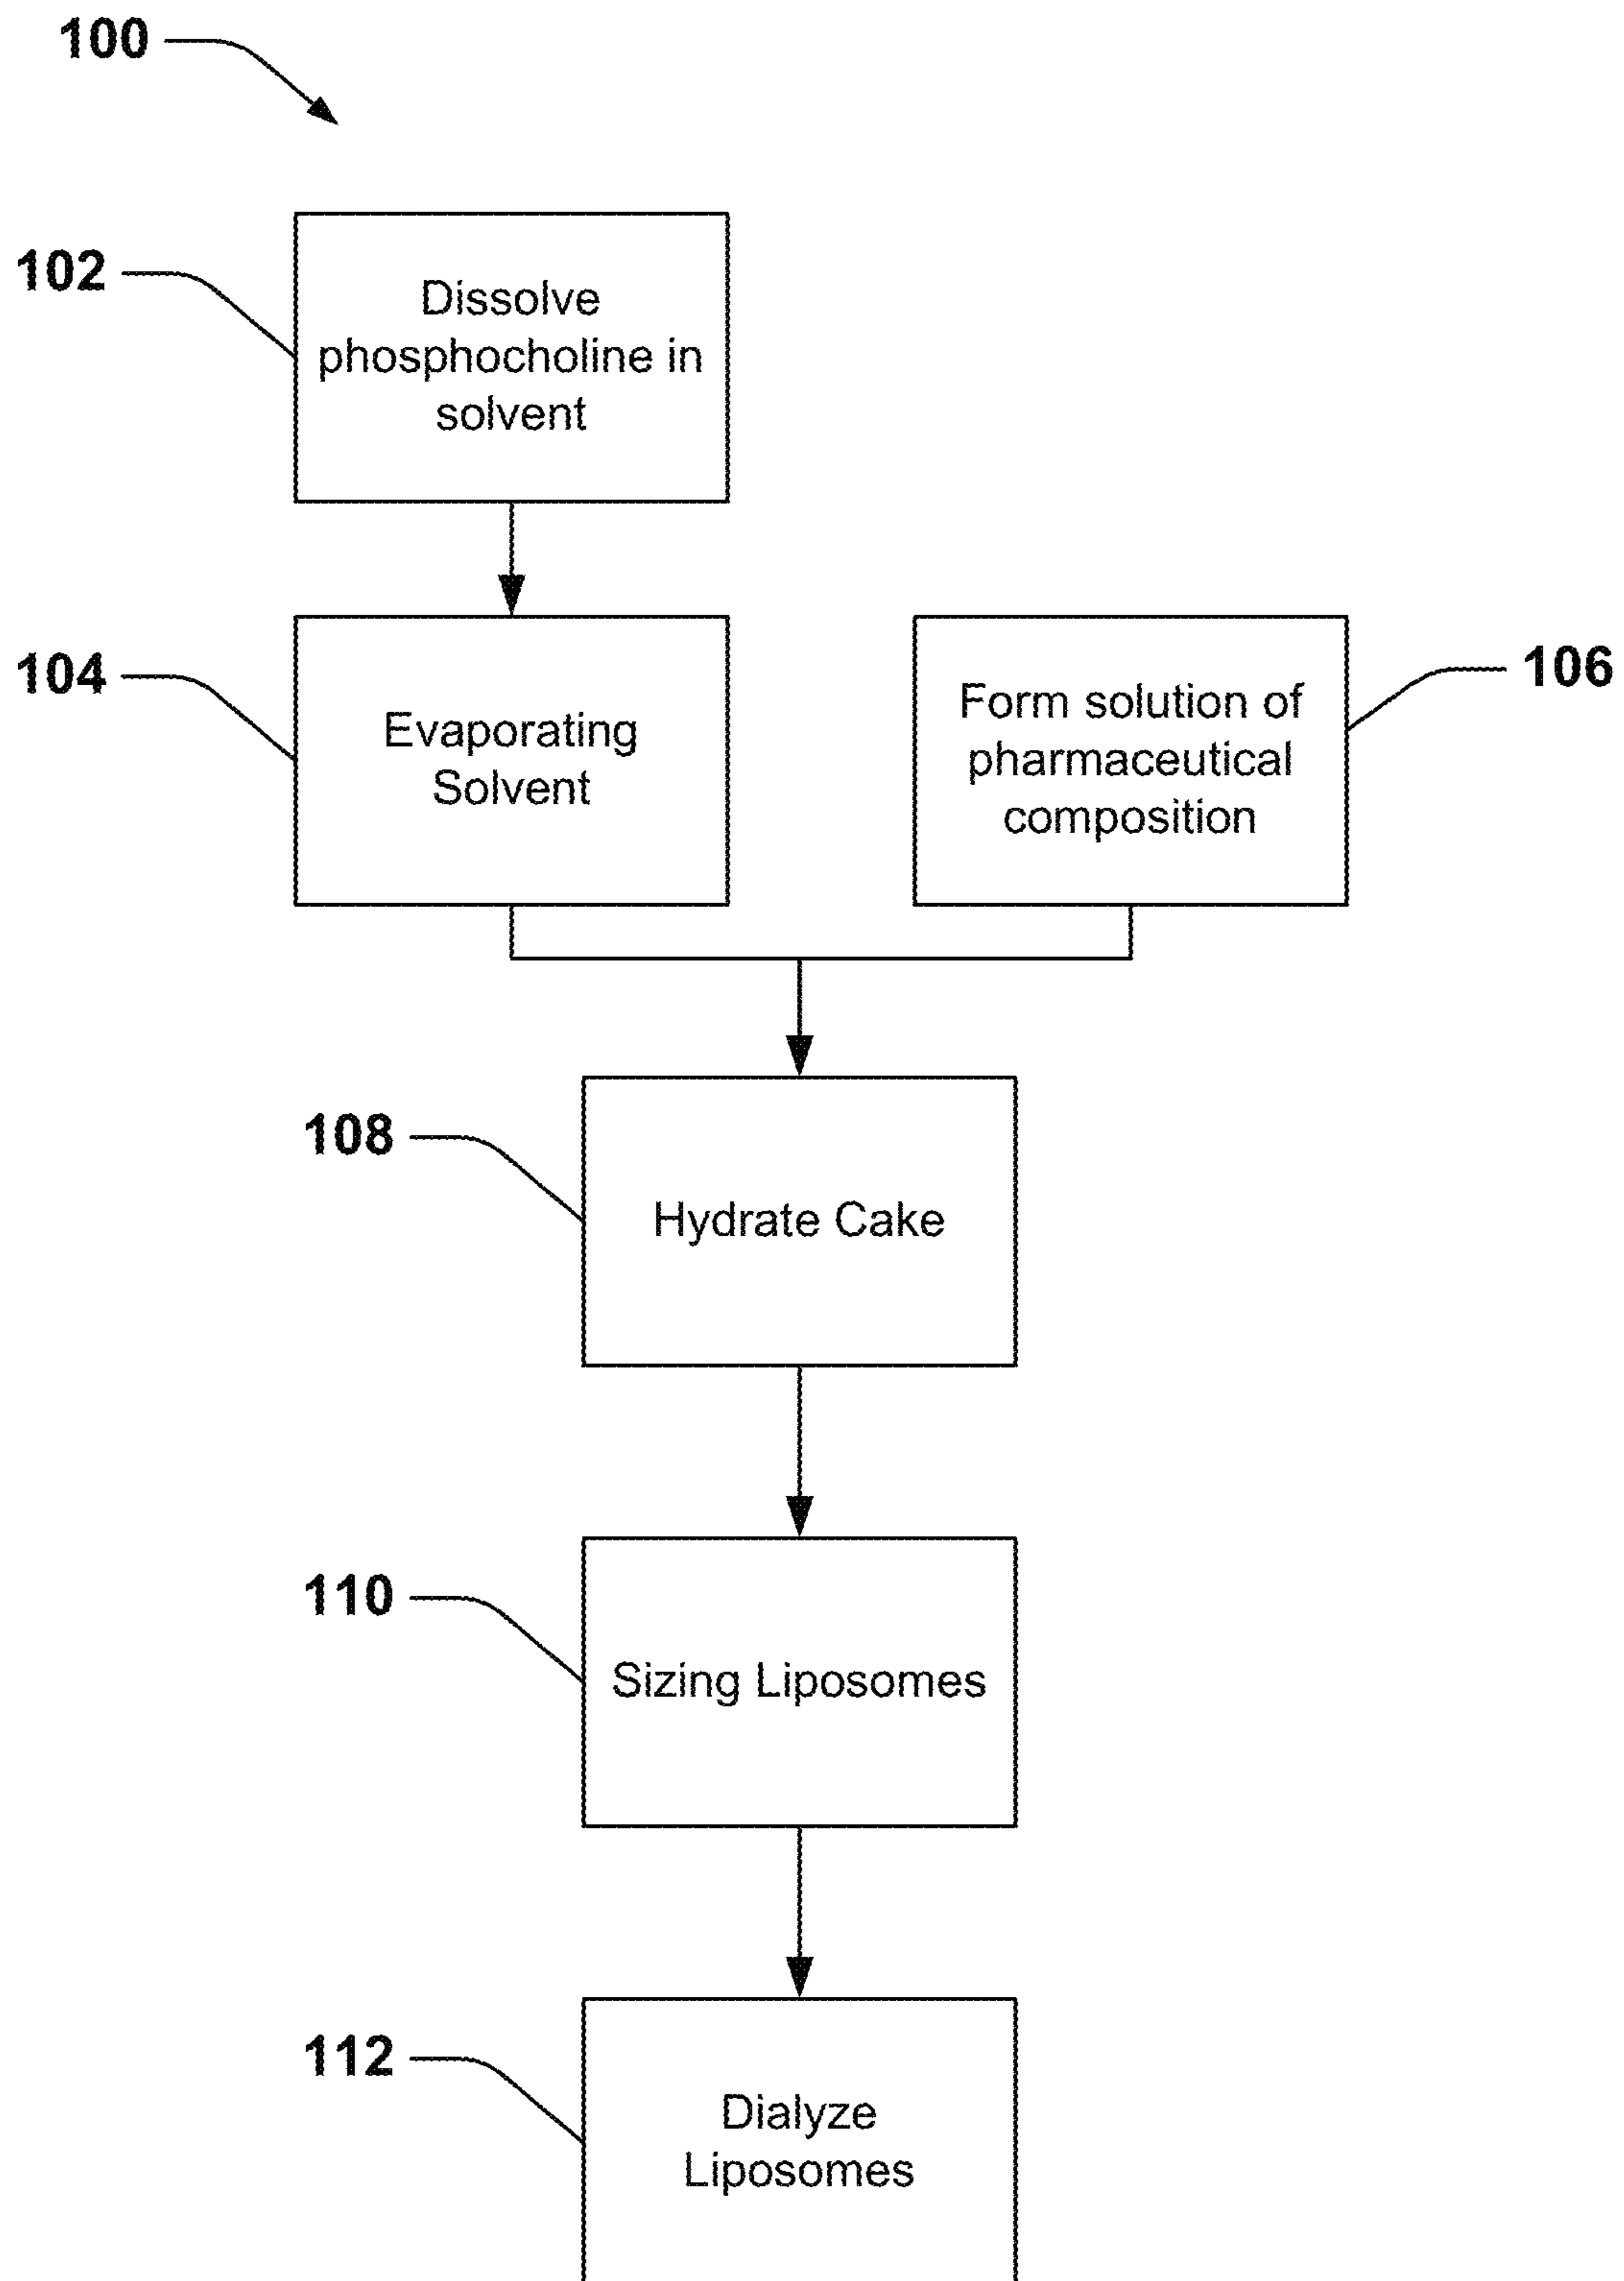 100
102
Dissolve
phosphocholine in
solvent
104
Evaporating
Solvent
Form solution of
pharmaceutical
composition
106
108
Hydrate Cake
110
Sizing Liposomes
112
Dialyze
Liposomes